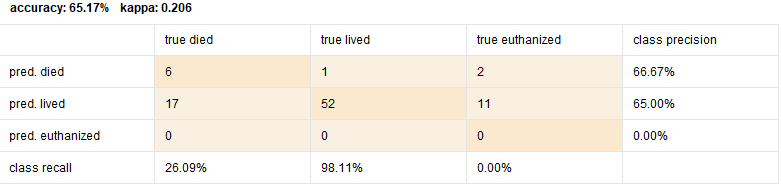 accuracy: 65.17% kappa: 0.206
true died true lived true euthanized class precision
pred. died 6 1 2 66.67%
pred. lived 17 52 11 65.00%
pred. euthanized 0 0 0 0.00%
class recall 26.09% 98.11% 0.00%